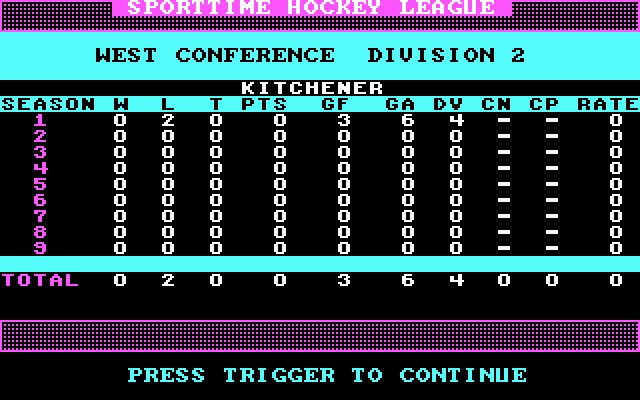 SPORTTIME HOCKEY LEAGUE
WEST CONFERENCE DIVISION 2
KITCHENER
SEASON W L T PTS GF GA DV CN CP RATE
1 0 2 0 0 3 6 4 - - 0
2 0 0 0 0 0 0 0 - - 0
3 0 0 0 0 0 0 0 - - 0
4 0 0 0 0 0 0 0 - - 0
5 0 0 0 0 0 0 0 - - 0
6 0 0 0 0 0 0 0 - - 0
7 0 0 0 0 0 0 0 - - 0
8 0 0 0 0 0 0 0 - - 0
9 0 0 0 0 0 0 0 - - 0
TOTAL 0 2 0 0 3 6 4 0 0 0
PRESS TRIGGER TO CONTINUE